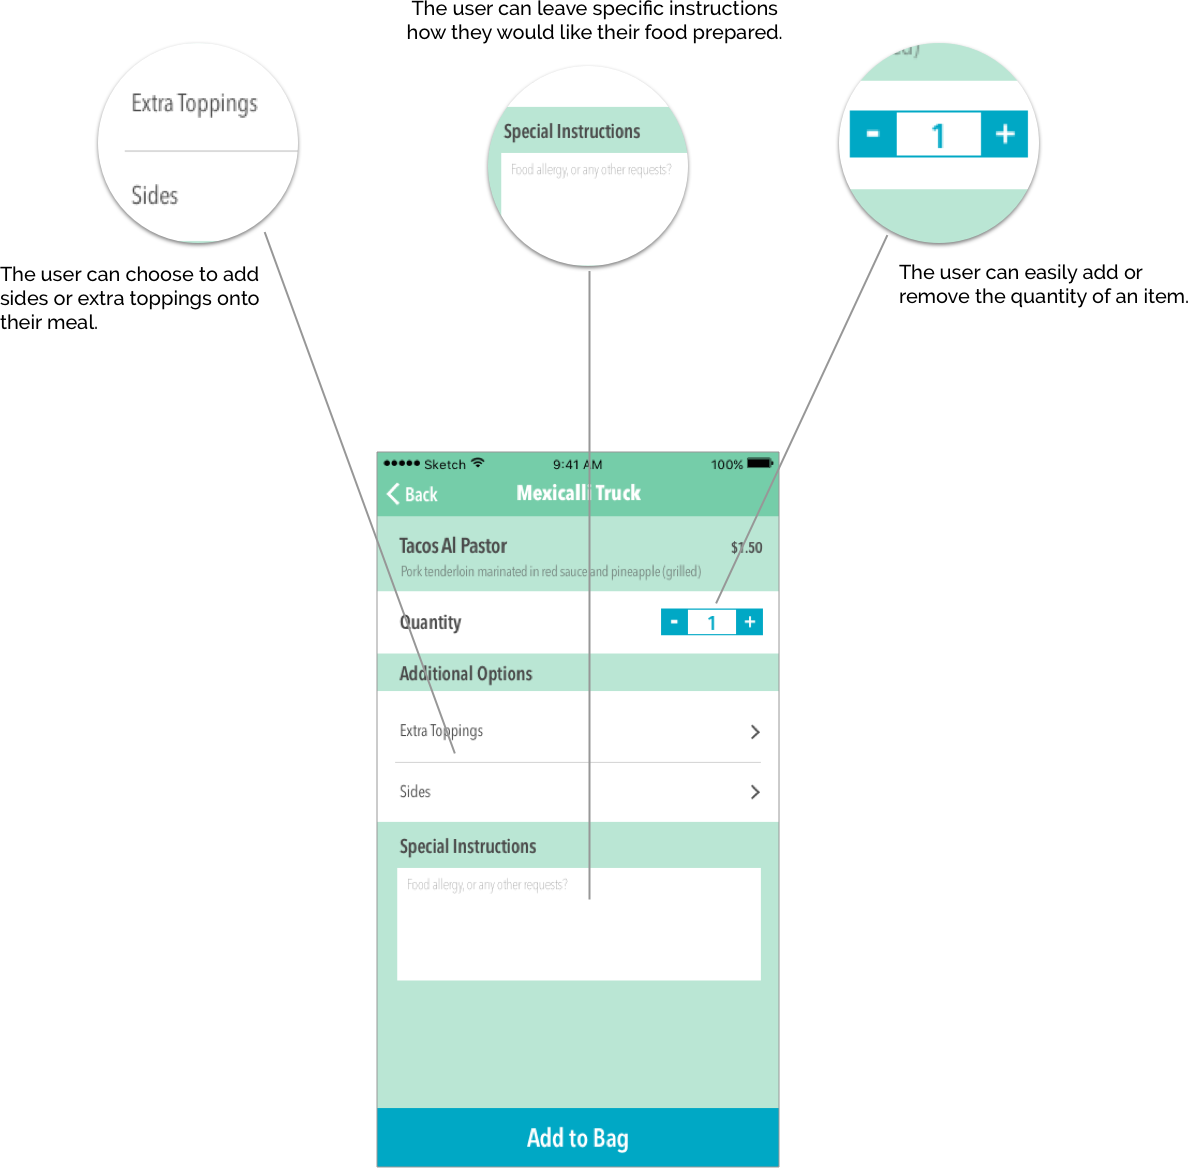 The user can leave specific instructions
how they would like their food prepared.
Extra Toppings
Sides
Special Instructions
Food allergy, or any other requests?
- 1 +
The user can choose to add
sides or extra toppings onto
their meal.
The user can easily add or
remove the quantity of an item.
Sketch 9:41 AM 100%
Back Mexicalli Truck
Tacos Al Pastor $1.50
Pork tenderloin marinated in red sauce and pineapple (grilled)
Quantity - 1 +
Additional Options
Extra Toppings
Sides
Special Instructions
Food allergy, or any other requests?
Add to Bag